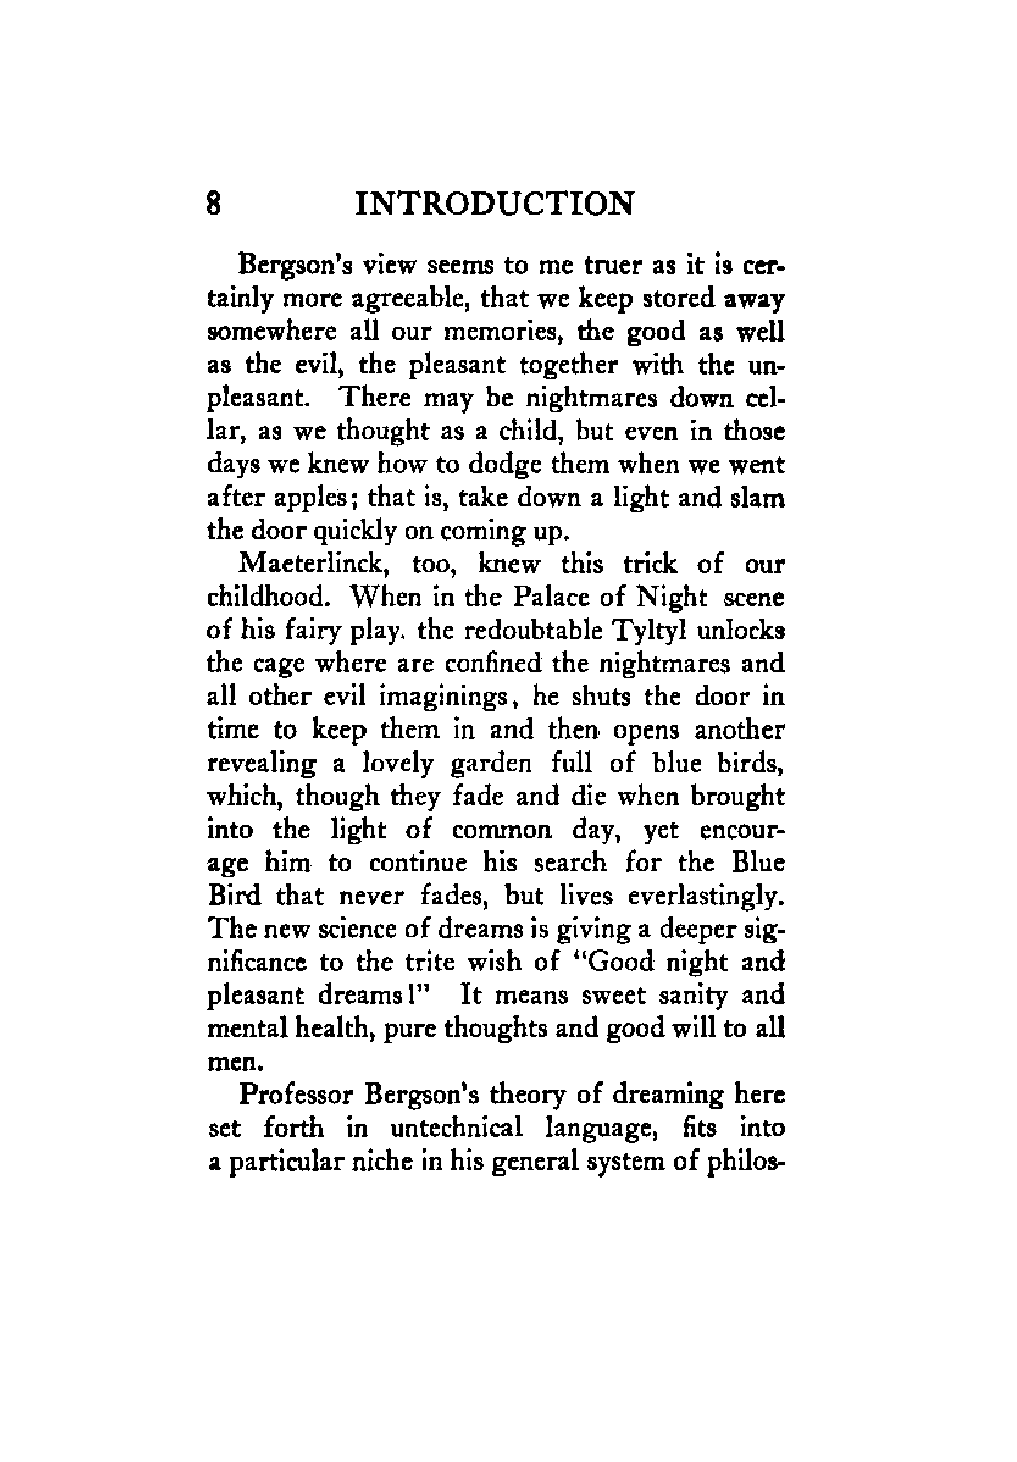 8 INTRODUCTION
Bergson's view seems to me truer as it is cer-
tainly more agreeable, that we keep stored away
somewhere all our memories, the good as well
as the evil, the pleasant together with the un-
pleasant. There may be nightmares down cel-
lar, as we thought as a child, but even in those
days we knew how to dodge them when we went
after apples; that is, take down a light and slam
the door quickly on coming up.
Maeterlinck, too, knew this trick of our
childhood. When in the Palace of Night scene
of his fairy play. the redoubtable Tyltyl unlocks
the cage where are confined the nightmares and
all other evil imaginings, he shuts the door in
time to keep them in and then opens another
revealing a lovely garden full of blue birds,
which, though they fade and die when brought
into the light of common day, yet encour-
age him to continue his search for the Blue
Bird that never fades, but lives everlastingly.
The new science of dreams is giving a deeper sig-
nificance to the trite wish of "Good night and
pleasant dreams!" It means sweet sanity and
mental health, pure thoughts and good will to all
men.
Professor Bergson's theory of dreaming here
set forth in untechnical language, fits into
a particular niche in his general system of philos-